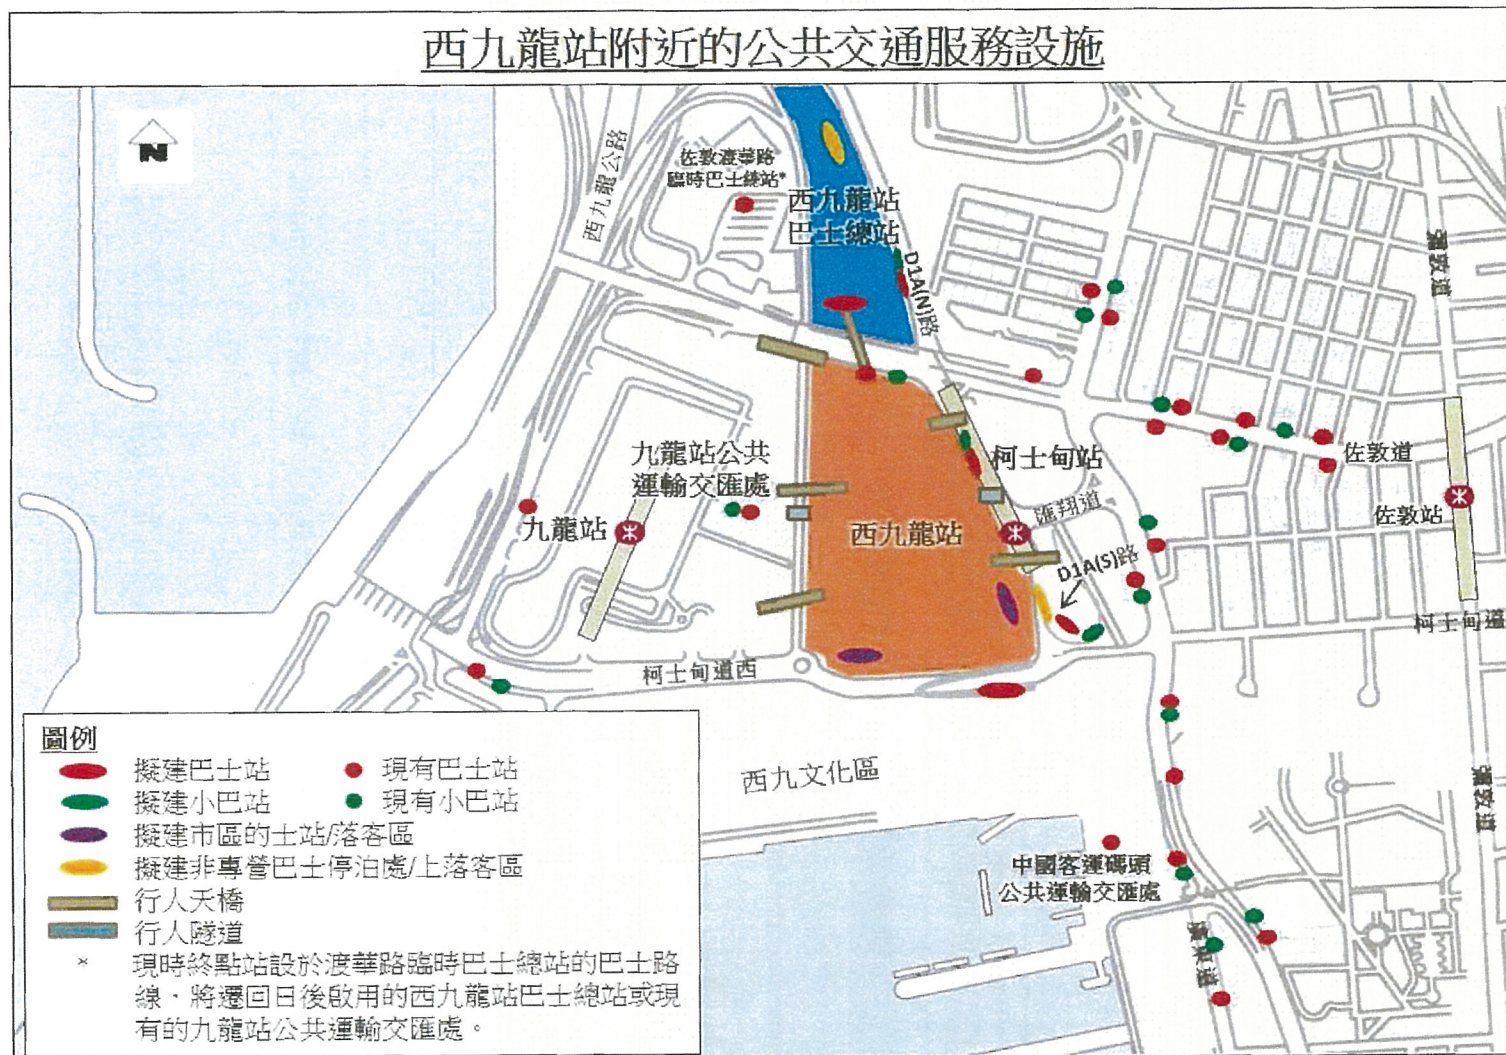 西九龍站附近的公共交通服務設施
N
西九龍公路
佐敦渡華路
臨時巴士總站*
西九龍站
巴士總站
D1A(N)路
彌敦道
九龍站公共
運輸交匯處
柯士甸站
佐敦道
九龍站
西九龍站
匯翔道
佐敦站
D1A(S)路
柯士甸道
柯士甸道西
西九文化區
彌敦道
中國客運碼頭
公共運輸交匯處
圖例
擬建巴士站
現有巴士站
擬建小巴站
現有小巴站
擬建市區的士站/落客區
擬建非專營巴士停泊處/上落客區
行人天橋
行人隧道
* 現時終點站設於渡華路臨時巴士總站的巴士路
線,將遷回日後啟用的西九龍站巴士總站或現
有的九龍站公共運輸交匯處。